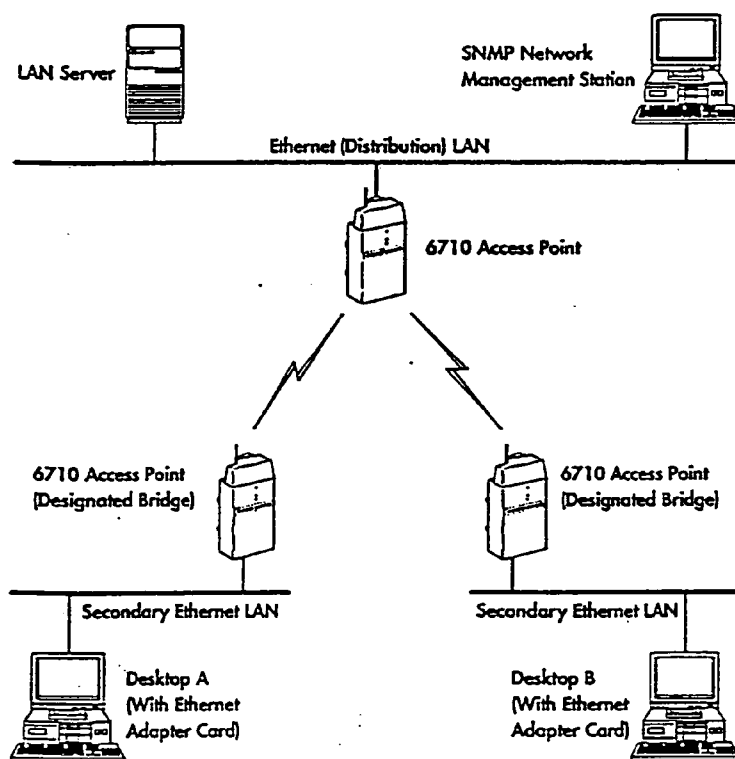 LAN Server
SNMP Network
Management Station
Ethernet (Distribution) LAN
6710 Access Point
6710 Access Point
(Designated Bridge)
6710 Access Point
(Designated Bridge)
Secondary Ethernet LAN
Secondary Ethernet LAN
Desktop A
(With Ethernet
Adapter Card)
Desktop B
(With Ethernet
Adapter Card)